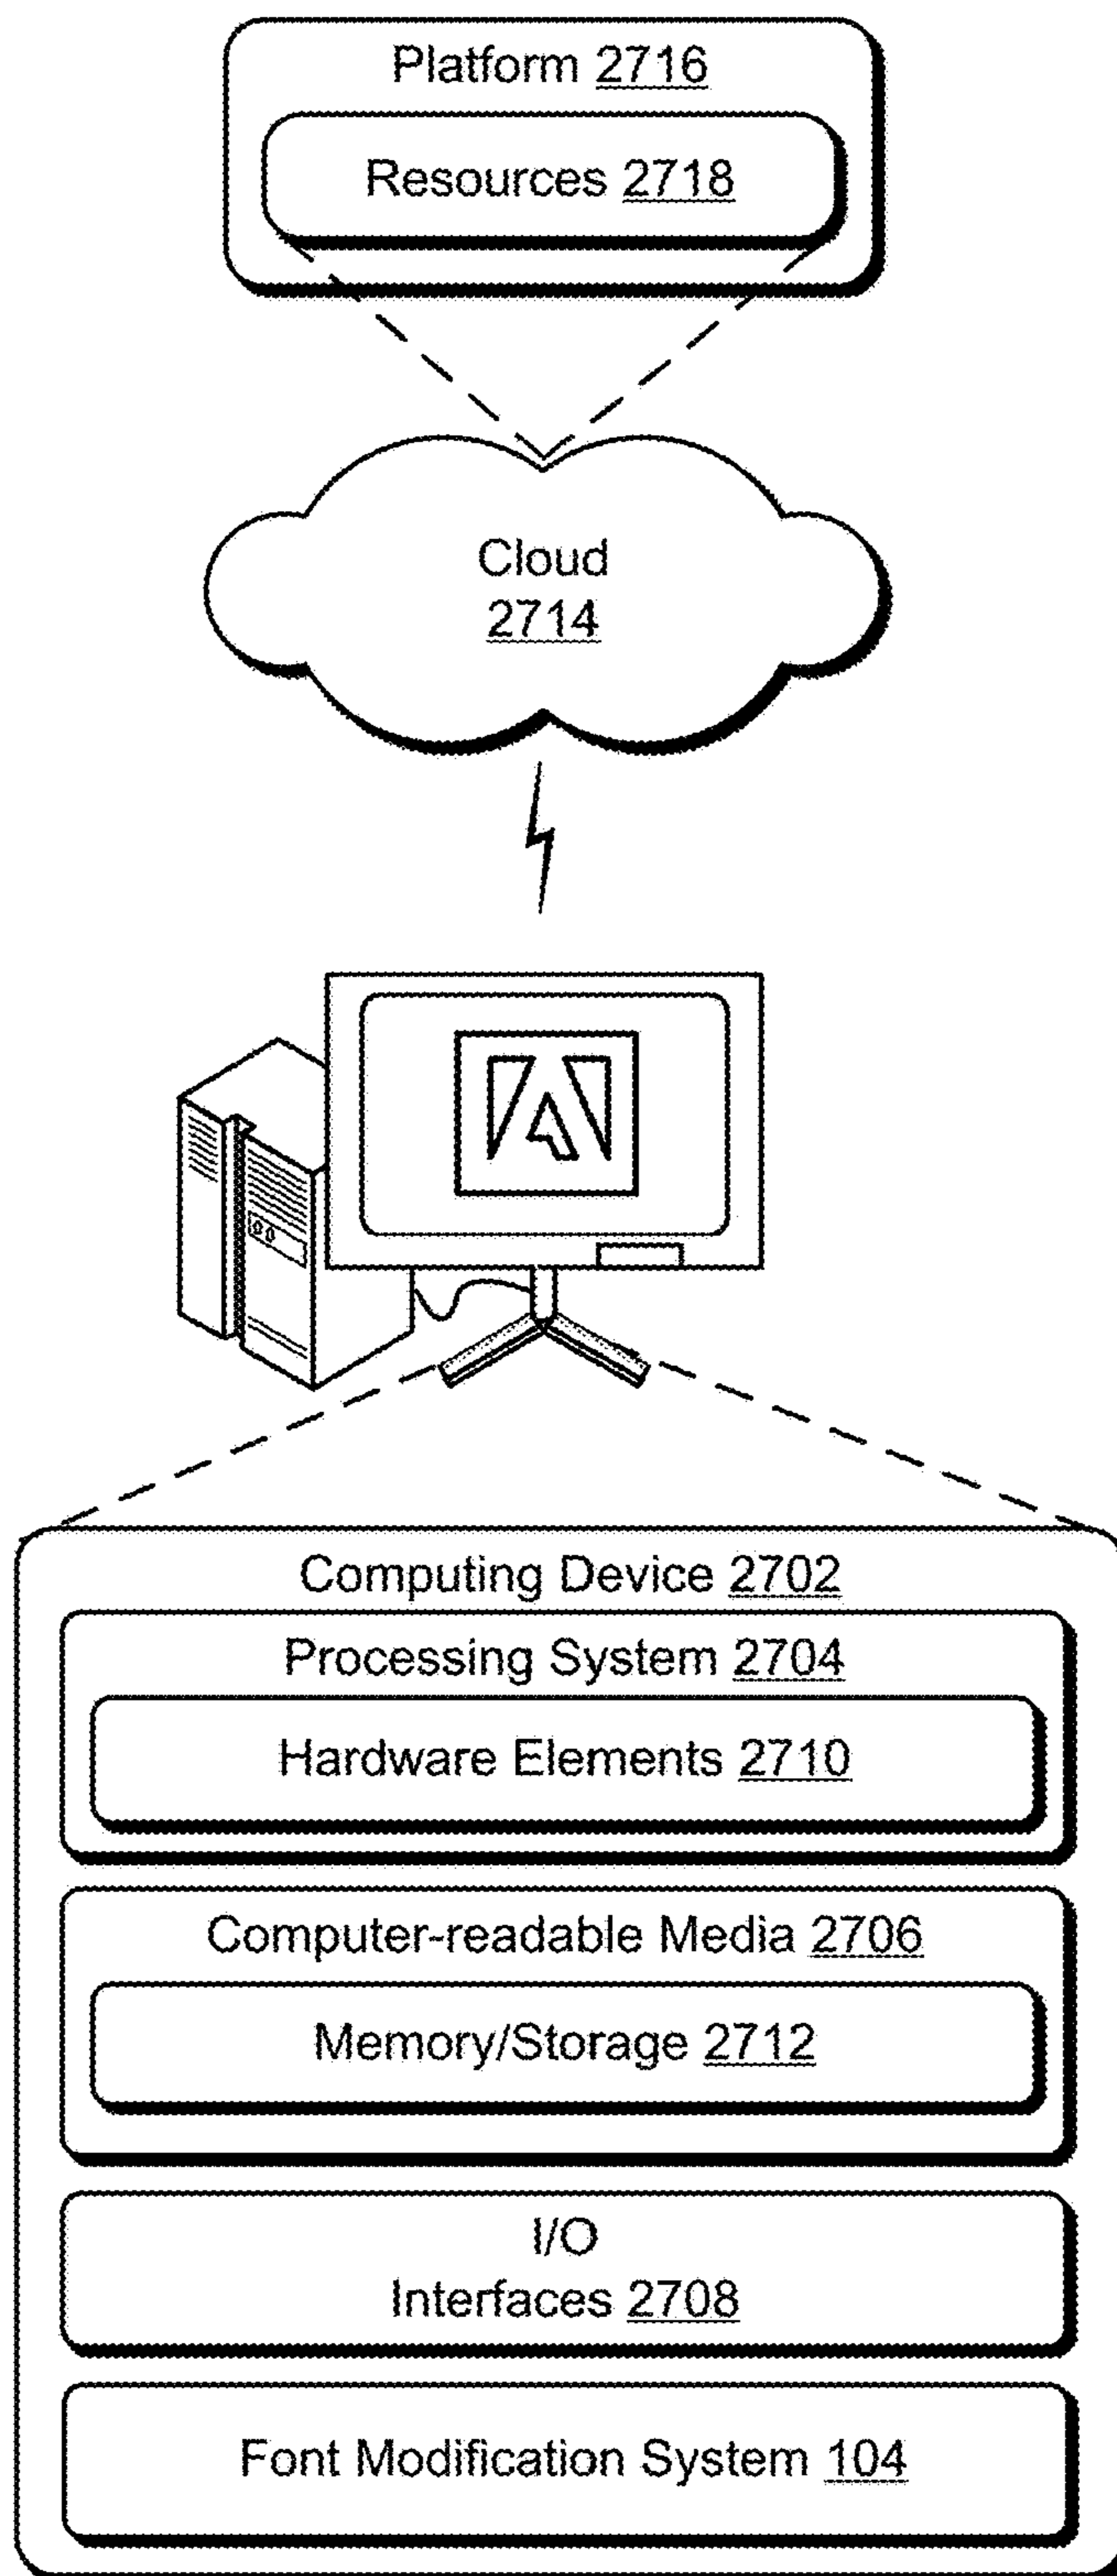 Platform 2716
Resources 2718
Cloud
2714
Computing Device 2702
Processing System 2704
Hardware Elements 2710
Computer-readable Media 2706
Memory/Storage 2712
I/O
Interfaces 2708
Font Modification System 104